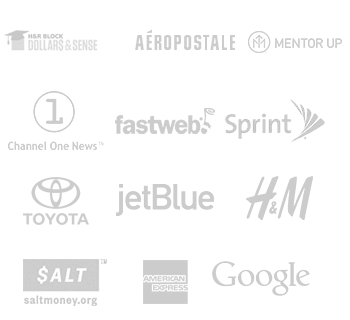 H&R BLOCK
DOLLARS & SENSE
AÉROPOSTALE
MENTOR UP
1
Channel One News™
fastweb
Sprint
TOYOTA
jetBlue
H&M
$ALT™
saltmoney.org
AMERICAN
EXPRESS
Google